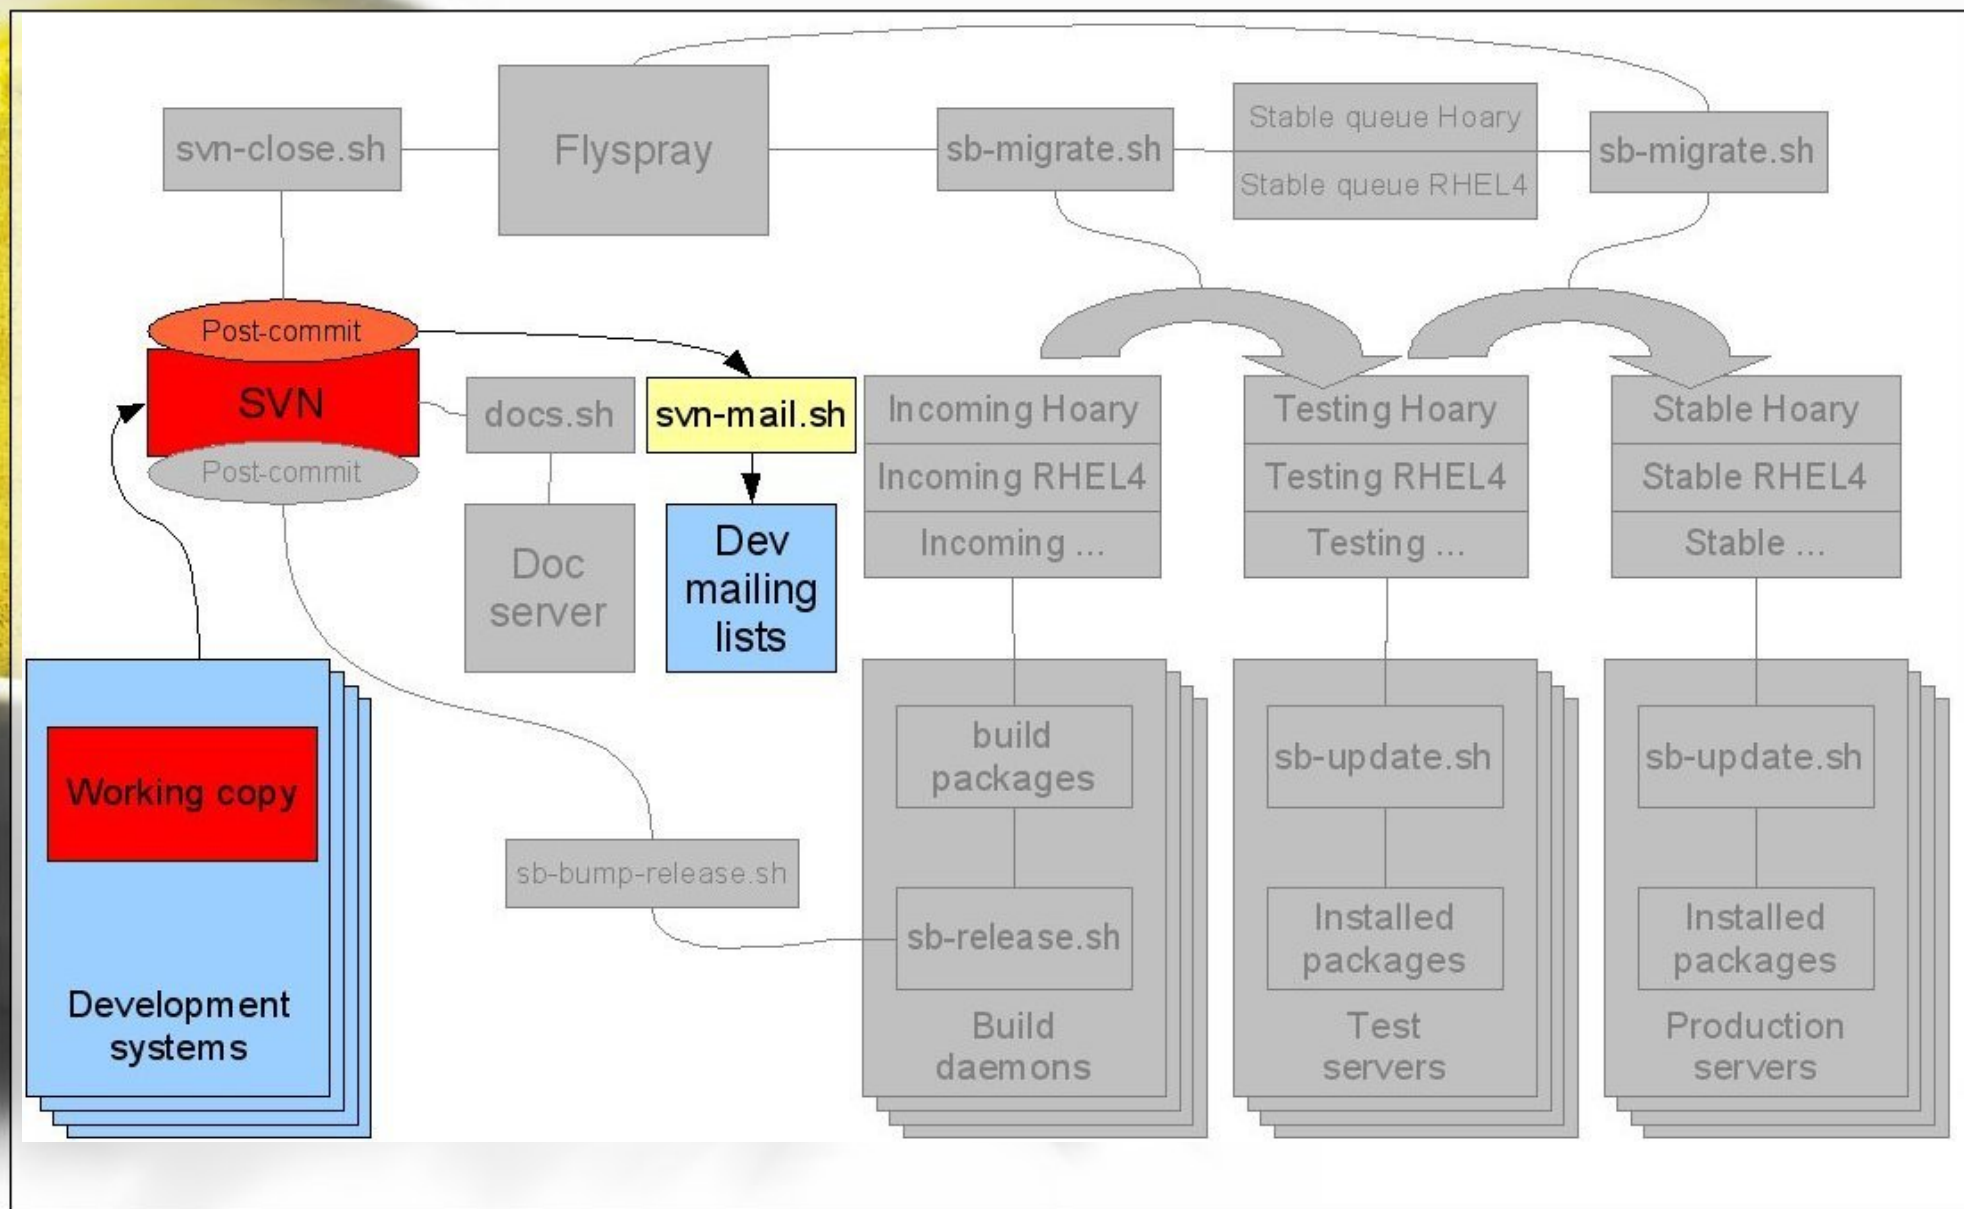 svn-close.sh
Flyspray
sb-migrate.sh
Stable queue Hoary
Stable queue RHEL4
sb-migrate.sh
Post-commit
SVN
Post-commit
docs.sh
svn-mail.sh
Doc
server
Dev
mailing
lists
Incoming Hoary
Incoming RHEL4
Incoming ...
Testing Hoary
Testing RHEL4
Testing ...
Stable Hoary
Stable RHEL4
Stable ...
Working copy
Development
systems
sb-bump-release.sh
build
packages
sb-release.sh
Build
daemons
sb-update.sh
Installed
packages
Test
servers
sb-update.sh
Installed
packages
Production
servers